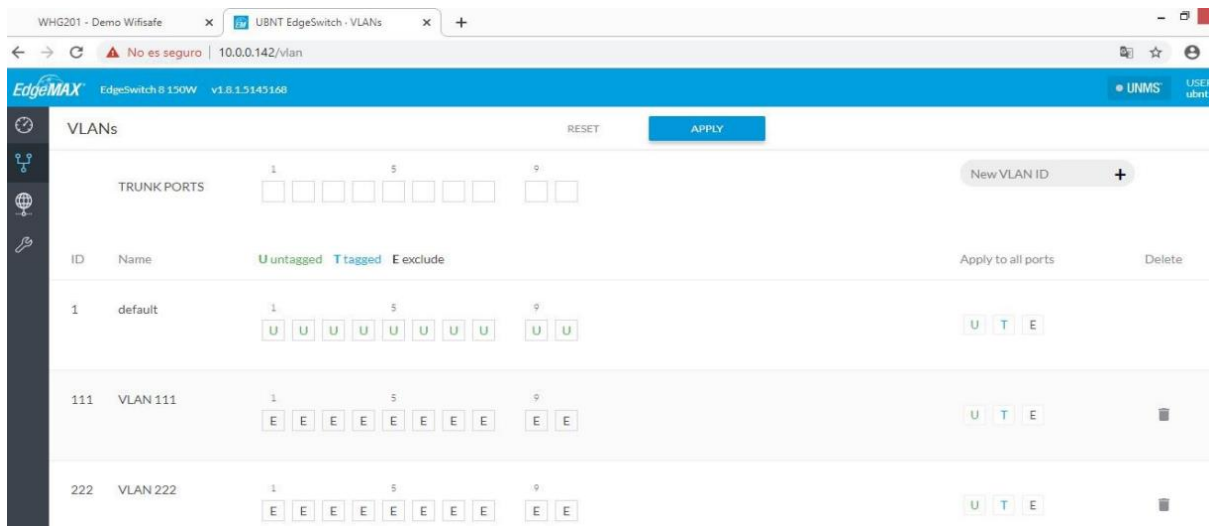 WHG201 - Demo Wifisafe
UBNT EdgeSwitch - VLANs
No es seguro | 10.0.0.142/vlan
EdgeMAX EdgeSwitch 8 150W v1.8.1.5145168
UNMS
USER
ubnt
VLANs RESET APPLY
1 5 9
TRUNK PORTS
New VLAN ID +
ID Name U untagged T tagged E exclude Apply to all ports Delete
1 default
1 5 9
U U U U U U U U U U
U T E
111 VLAN 111
1 5 9
E E E E E E E E E E
U T E
222 VLAN 222
1 5 9
E E E E E E E E E E
U T E